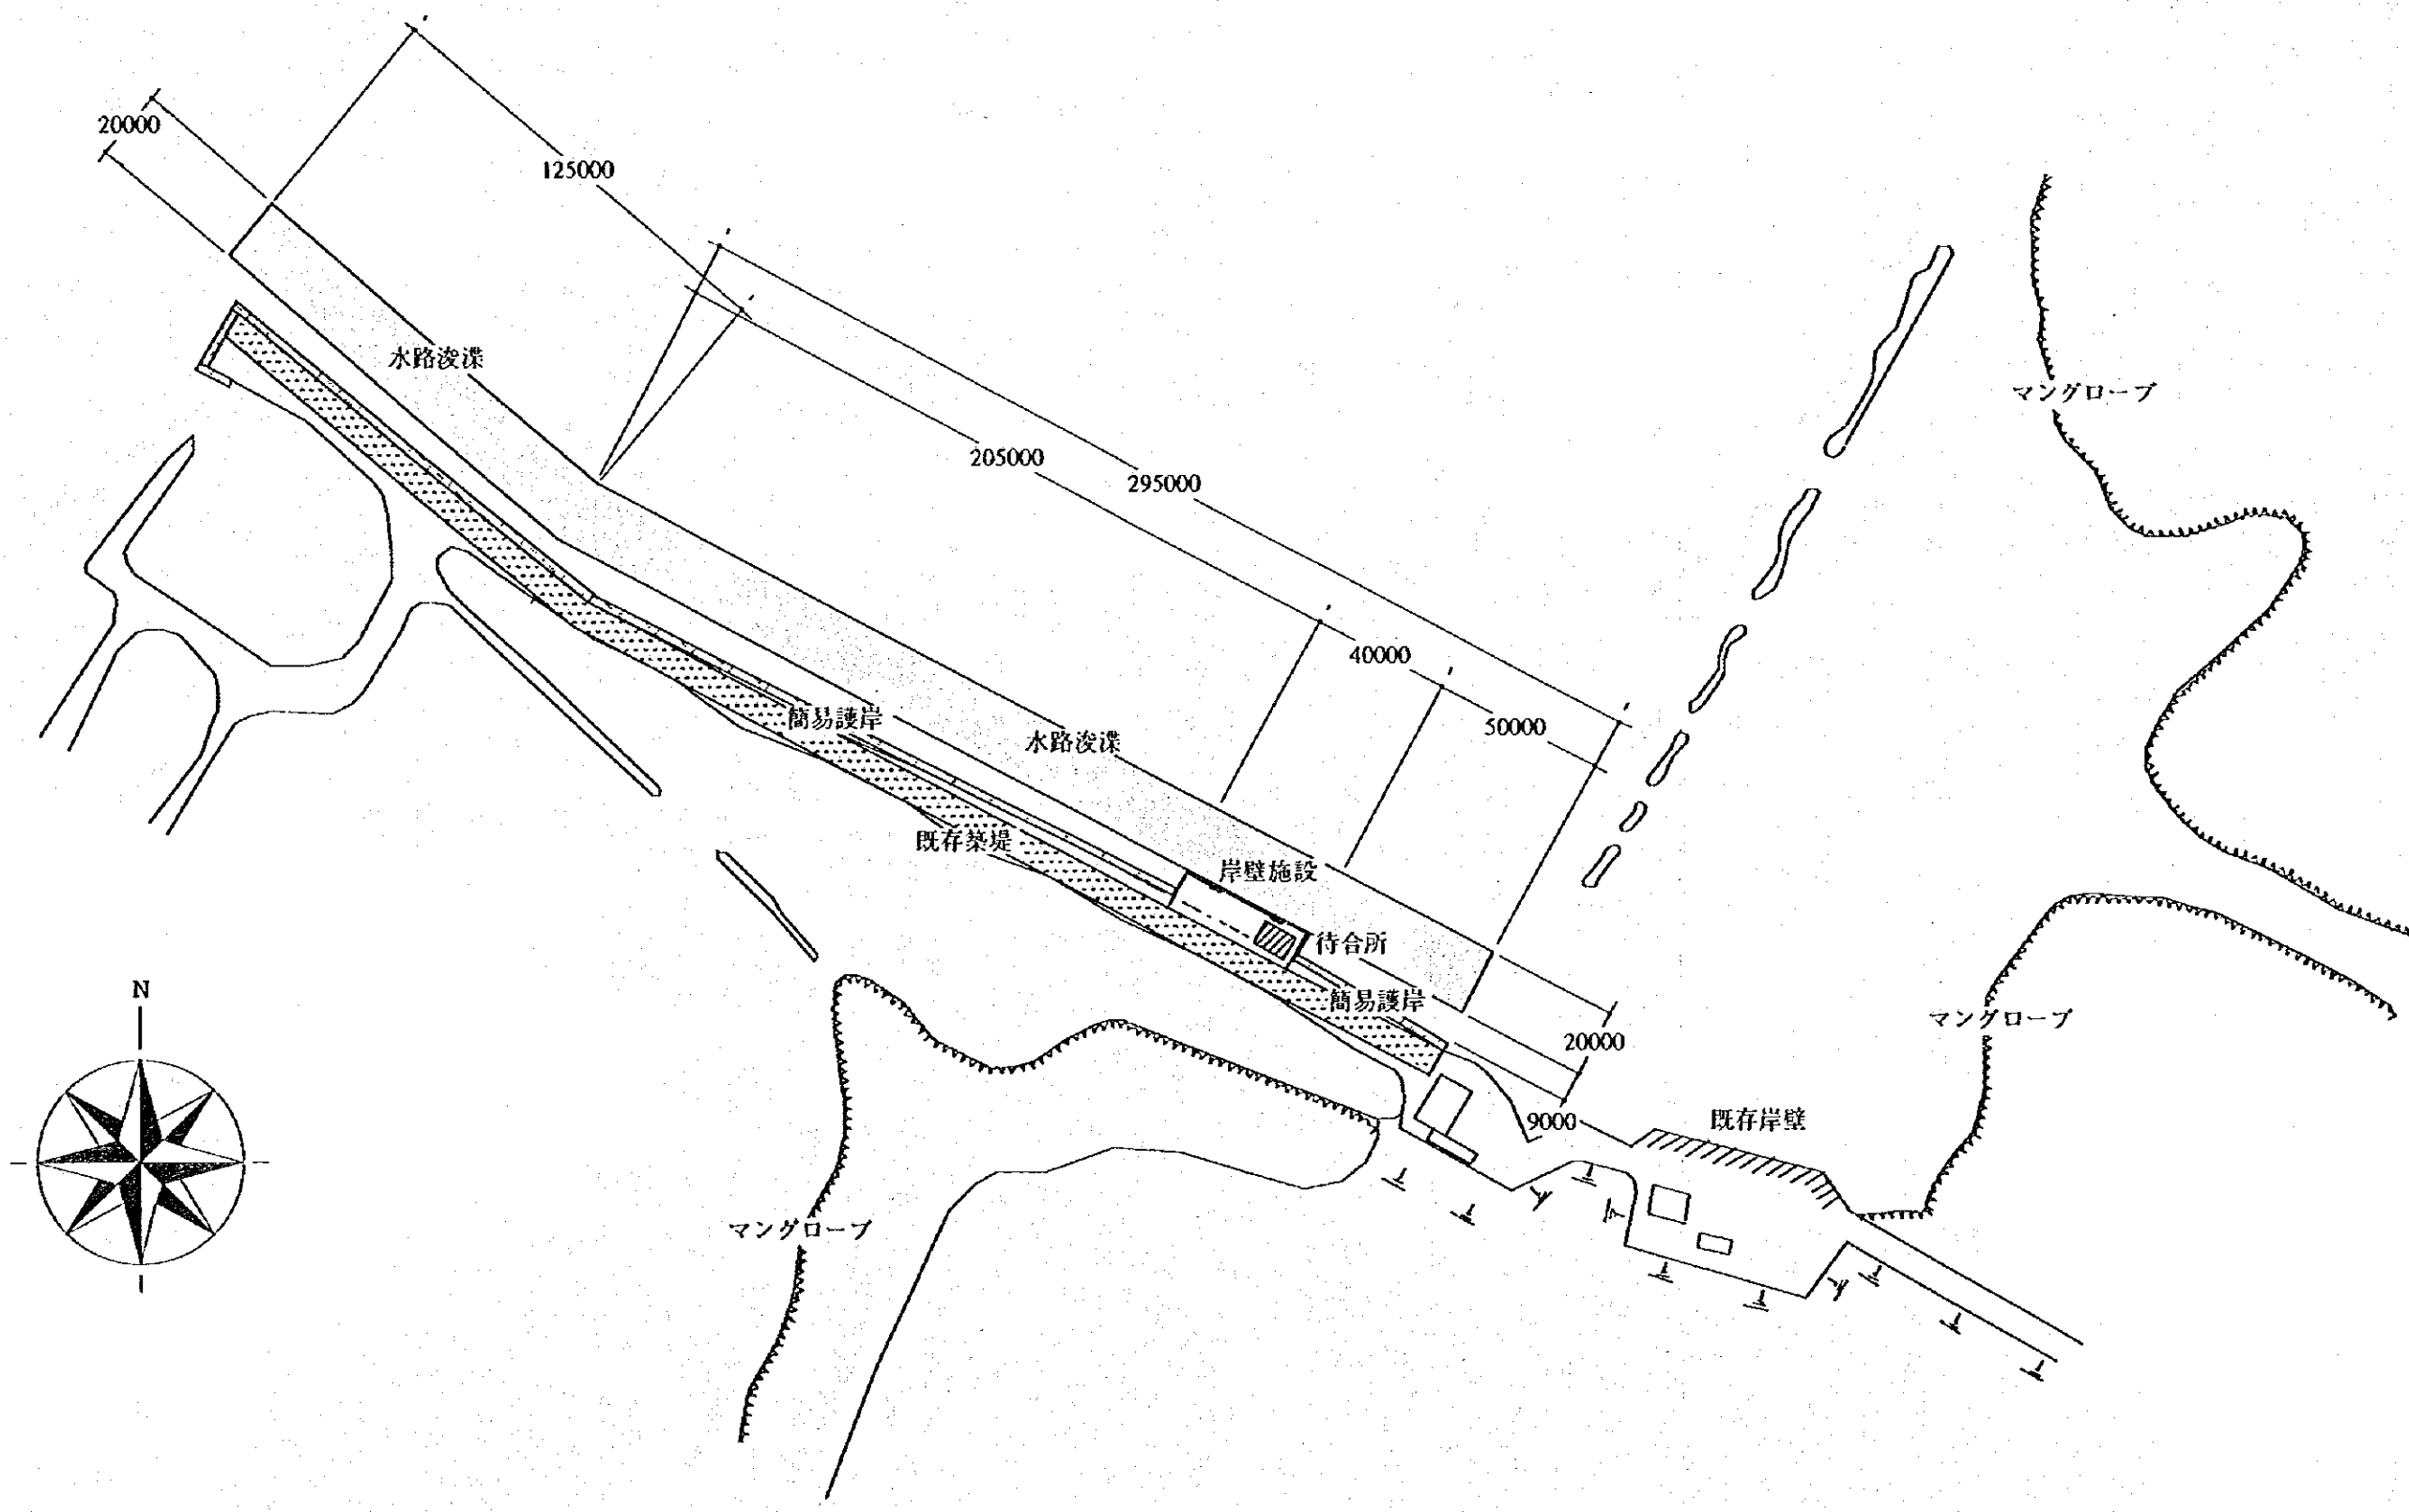 20000
125000
水路浚渫
マングローブ
205000
295000
40000
簡易護岸
50000
水路浚渫
既存築堤
岸壁施設
待合所
N
簡易護岸
マングローブ
20000
9000
既存岸壁
マングローブ